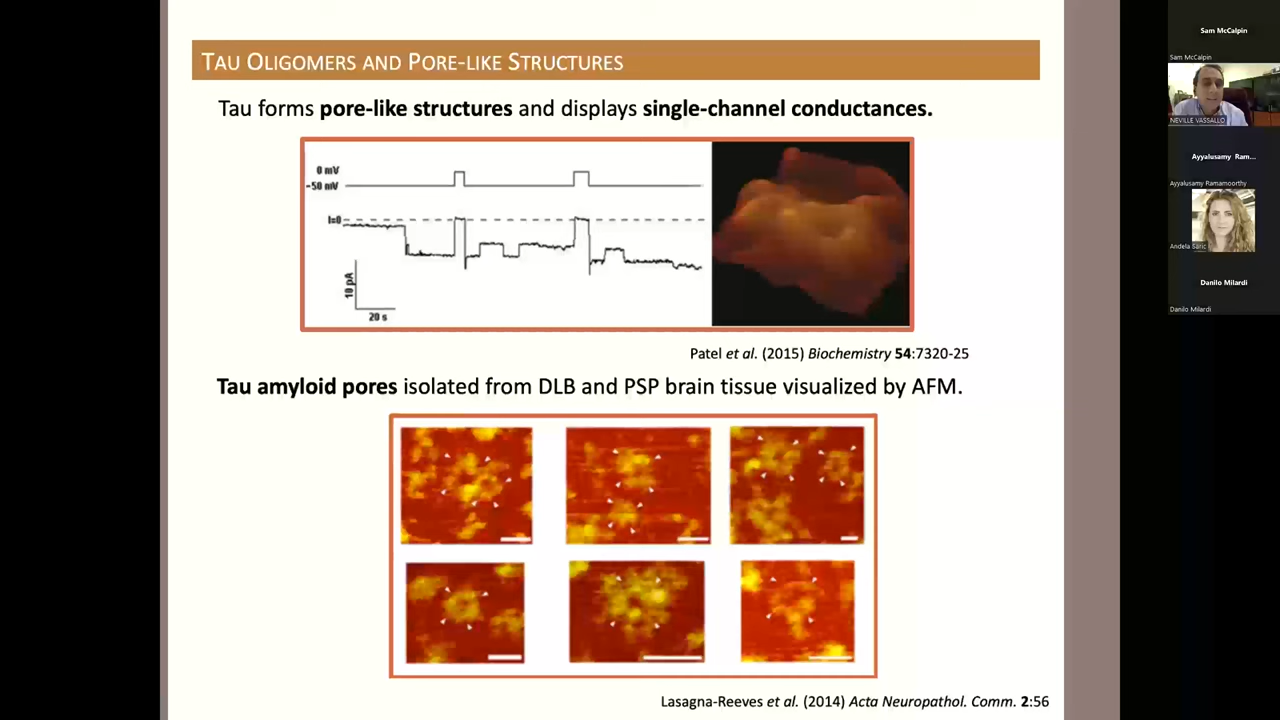 TAU OLIGOMERS AND PORE-LIKE STRUCTURES
Tau forms pore-like structures and displays single-channel conductances.
0 mV
-50 mV
I=0
10 pA
20 s
Patel et al. (2015) Biochemistry 54:7320-25
Tau amyloid pores isolated from DLB and PSP brain tissue visualized by AFM.
Lasagna-Reeves et al. (2014) Acta Neuropathol. Comm. 2:56
Sam McCalpin
Sam McCalpin
NEVILLE VASSALLO
Ayyalusamy Ram...
Ayyalusamy Ramamoorthy
Andela Saric
Danilo Milardi
Danilo Milardi